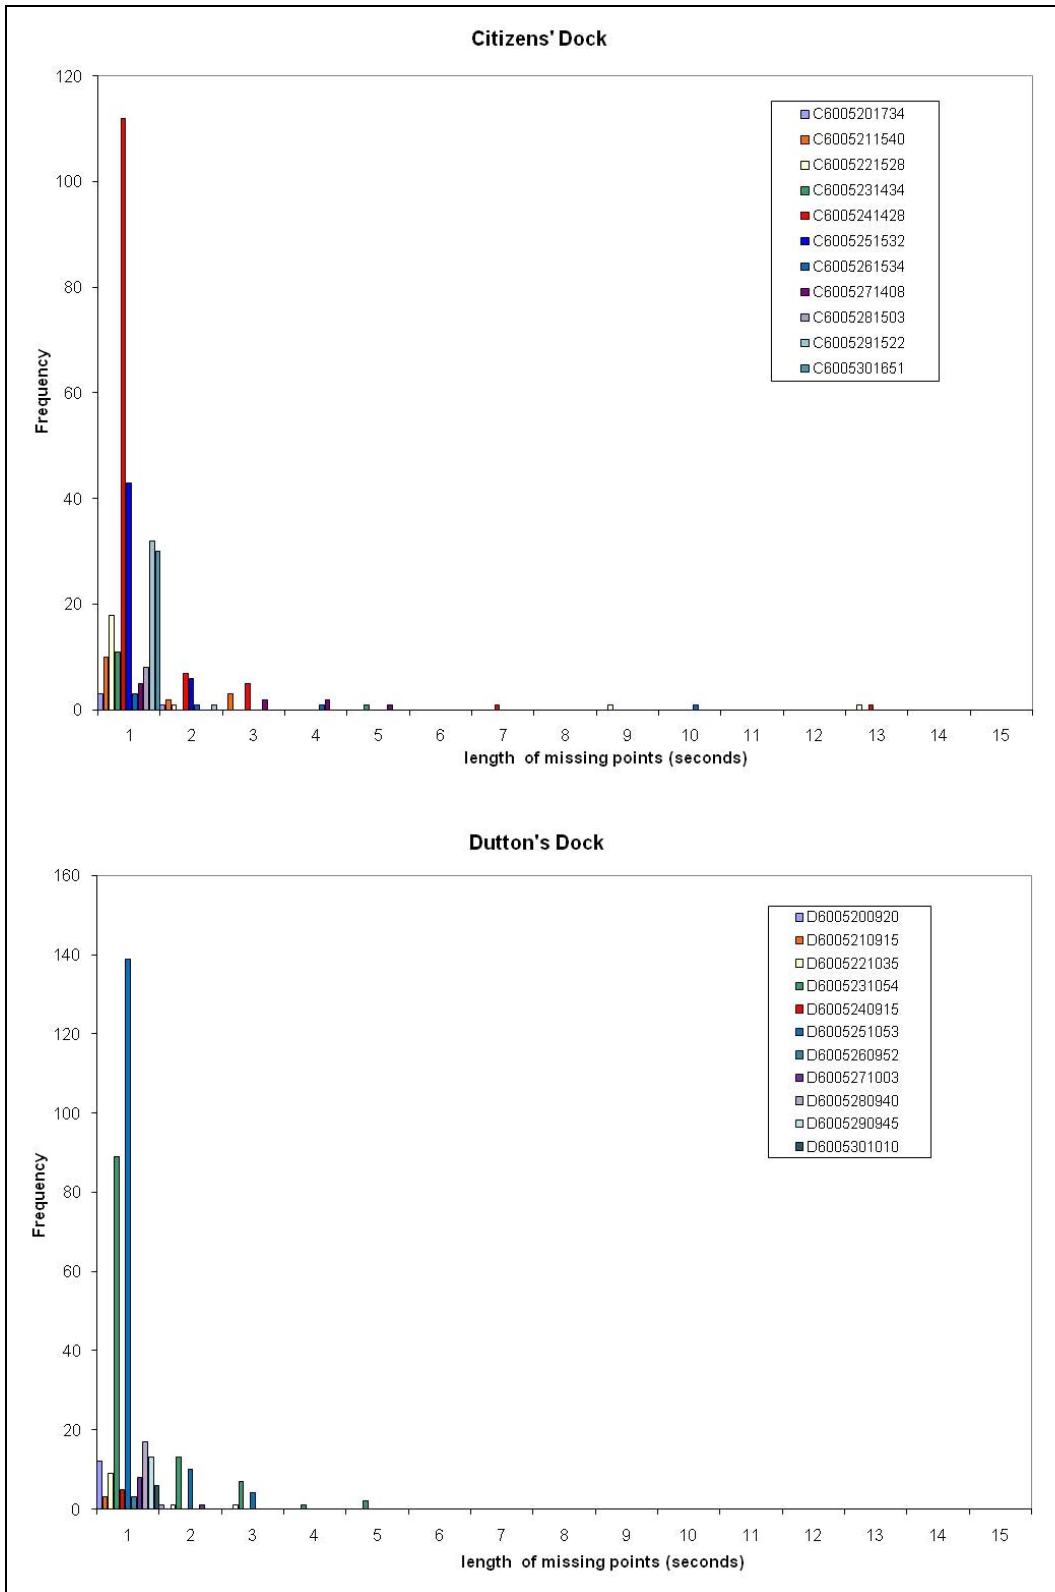 Citizens' Dock
120
100
80
60
40
20
0
Frequency
C6005201734
C6005211540
C6005221528
C6005231434
C6005241428
C6005251532
C6005261534
C6005271408
C6005281503
C6005291522
C6005301651
1 2 3 4 5 6 7 8 9 10 11 12 13 14 15
length of missing points (seconds)
Dutton's Dock
160
140
120
100
80
60
40
20
0
Frequency
D6005200920
D6005210915
D6005221035
D6005231054
D6005240915
D6005251053
D6005260952
D6005271003
D6005280940
D6005290945
D6005301010
1 2 3 4 5 6 7 8 9 10 11 12 13 14 15
length of missing points (seconds)